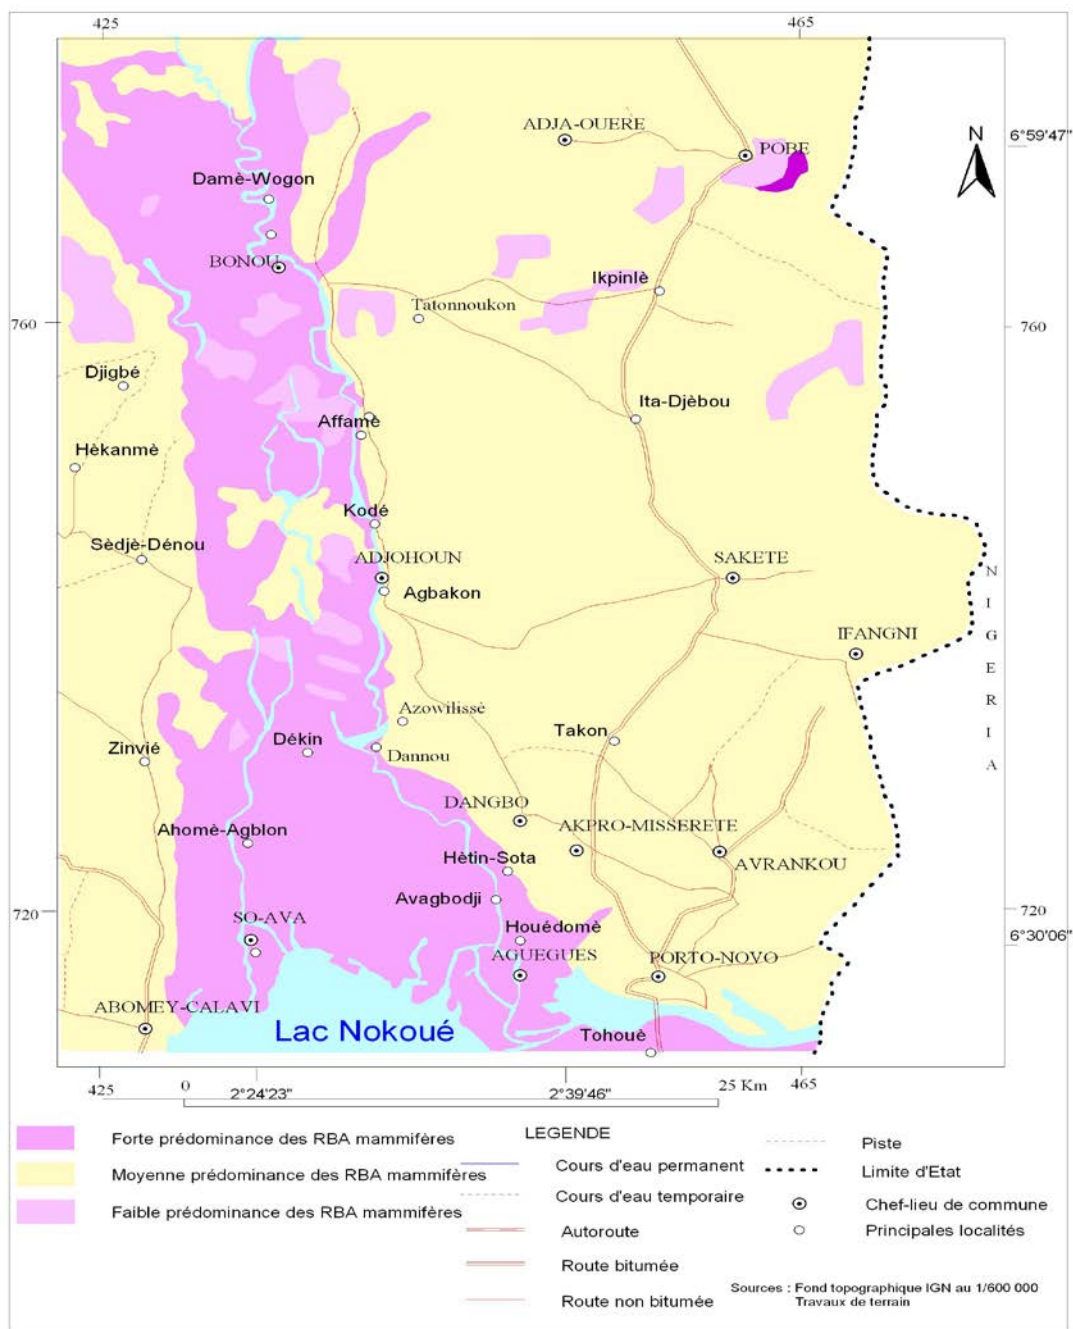 425
465
ADJA-OUERE
6°59'47"
N
POBE
Damè-Wogon
BONOU
Ikpinlè
Tatonnoukon
760
760
Djigbé
Ita-Djèbou
Affamè
Hèkanmè
Kodé
Sèdjè-Dénou
ADJOHOUN
SAKETE
Agbakon
NIGERIA
IFANGNI
Azowilissè
Takon
Dékin
Zinvié
Dannou
DANGBO
AKPRO-MISSERETE
Ahomè-Agblon
Hètin-Sota
AVRANKOU
Avagbodji
720
720
SO-AVA
Houédomè
6°30'06"
AGUEGUES
PORTO-NOVO
ABOMEY-CALAVI
Lac Nokoué
Tohouè
425
0
2°24'23"
2°39'46"
25 Km
465
LEGENDE
Forte prédominance des RBA mammifères
Moyenne prédominance des RBA mammifères
Faible prédominance des RBA mammifères
Cours d'eau permanent
Cours d'eau temporaire
Autoroute
Route bitumée
Route non bitumée
Piste
Limite d'Etat
Chef-lieu de commune
Principales localités
Sources : Fond topographique IGN au 1/600 000
Travaux de terrain